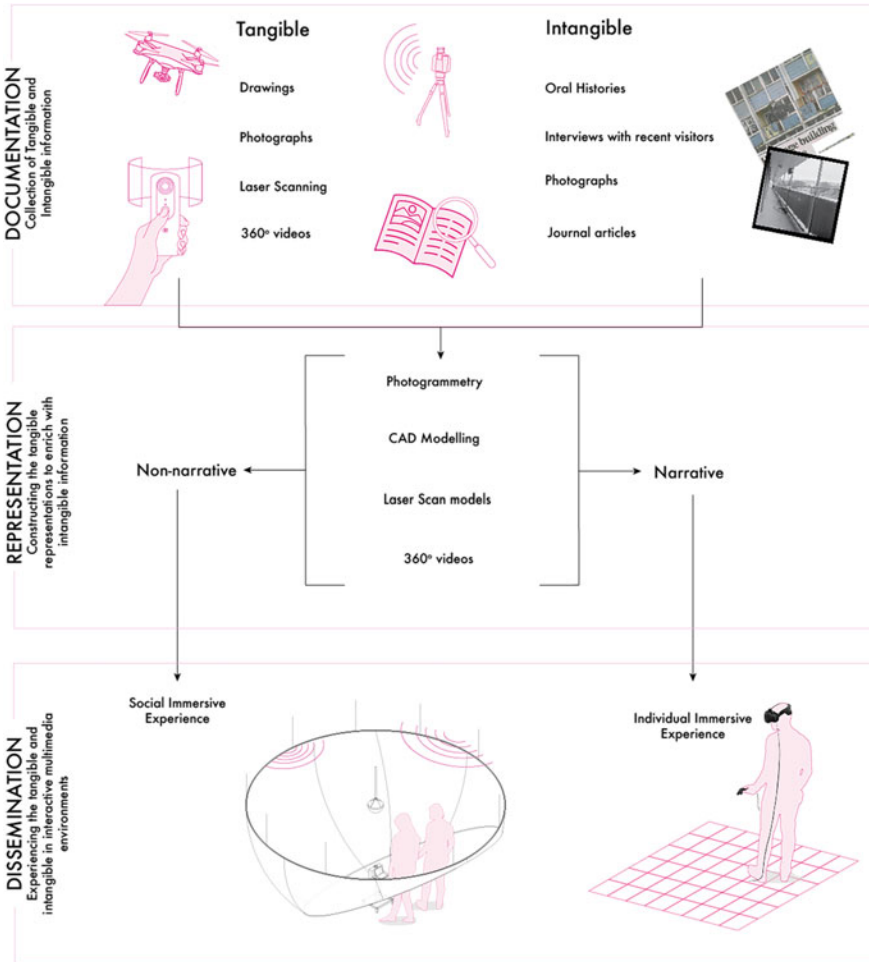 DOCUMENTATION
Collection of Tangible and
Intangible information
Tangible
Drawings
Photographs
Laser Scanning
360º videos
Intangible
Oral Histories
Interviews with recent visitors
Photographs
Journal articles
building
REPRESENTATION
Constructing the tangible
representations to enrich with
intangible information
Photogrammetry
CAD Modelling
Laser Scan models
360º videos
Non-narrative
Narrative
DISSEMINATION
Experiencing the tangible and
intangible in interactive multimedia
environments
Social Immersive
Experience
Individual Immersive
Experience